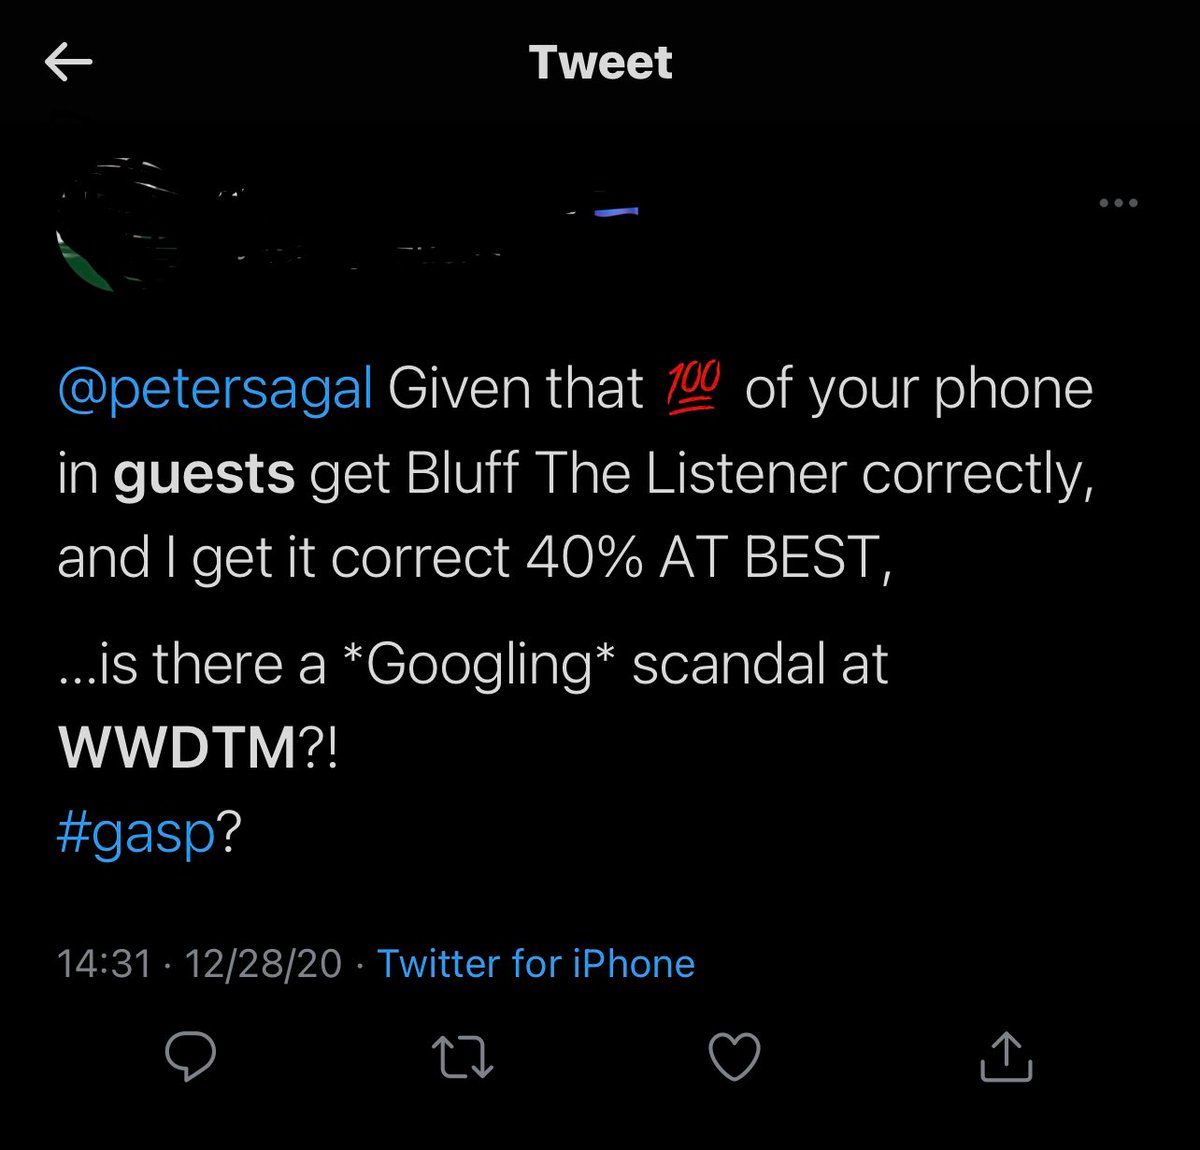 Tweet
@petersagal Given that 💯 of your phone
in guests get Bluff The Listener correctly,
and I get it correct 40% AT BEST,
...is there a *Googling* scandal at
WWDTM?!
#gasp?
14:31 · 12/28/20 · Twitter for iPhone